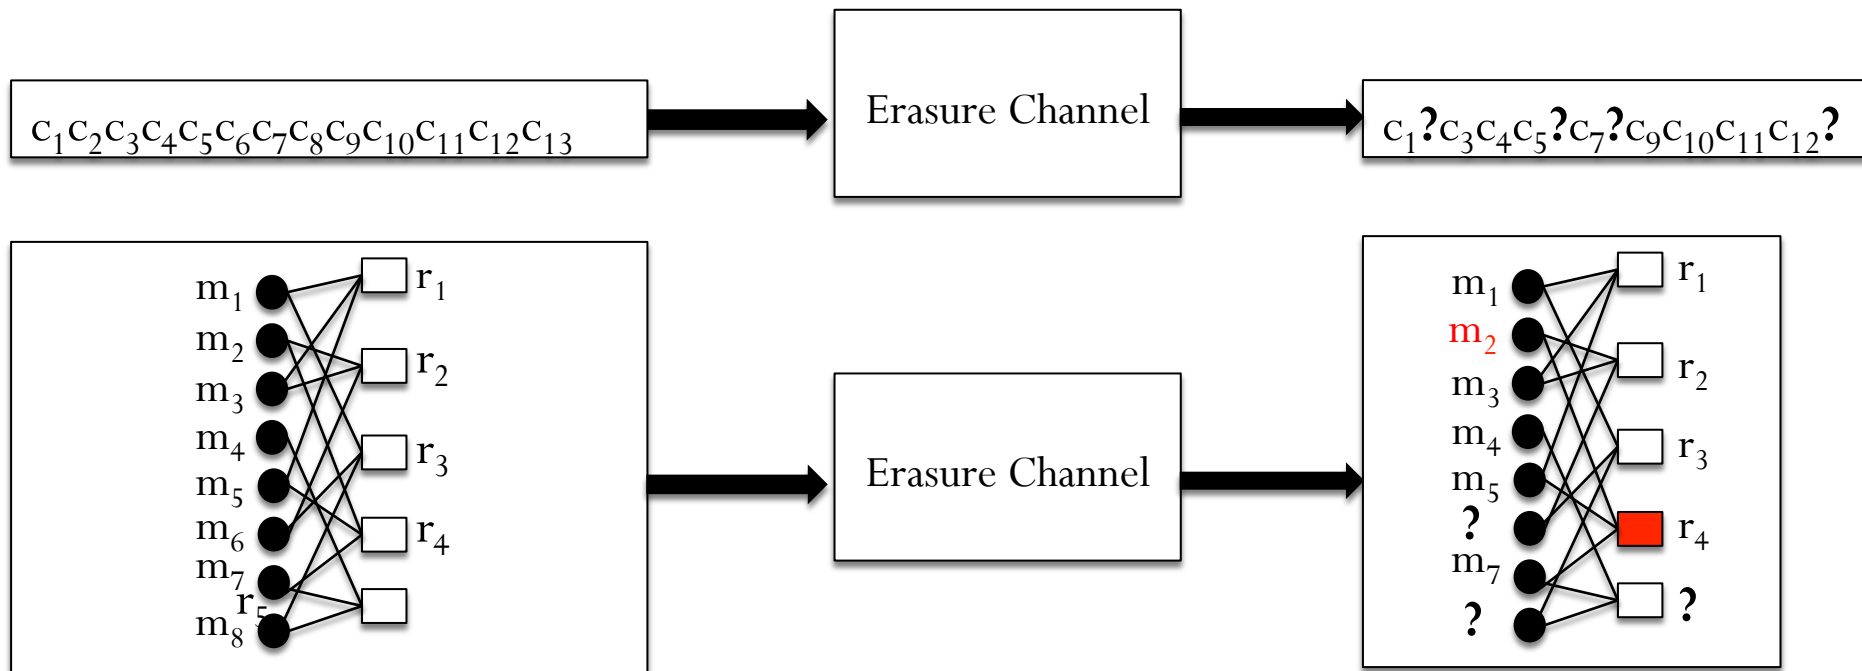 Erasure Channel
c₁c₂c₃c₄c₅c₆c₇c₈c₉c₁₀c₁₁c₁₂c₁₃
c₁?c₃c₄c₅?c₇?c₉c₁₀c₁₁c₁₂?
m₁
r₁
m₂
r₂
m₃
m₄
r₃
m₅
m₆
r₄
m₇
r₅
m₈
Erasure Channel
m₁
r₁
m₂
r₂
m₃
m₄
r₃
m₅
?
r₄
m₇
?
?